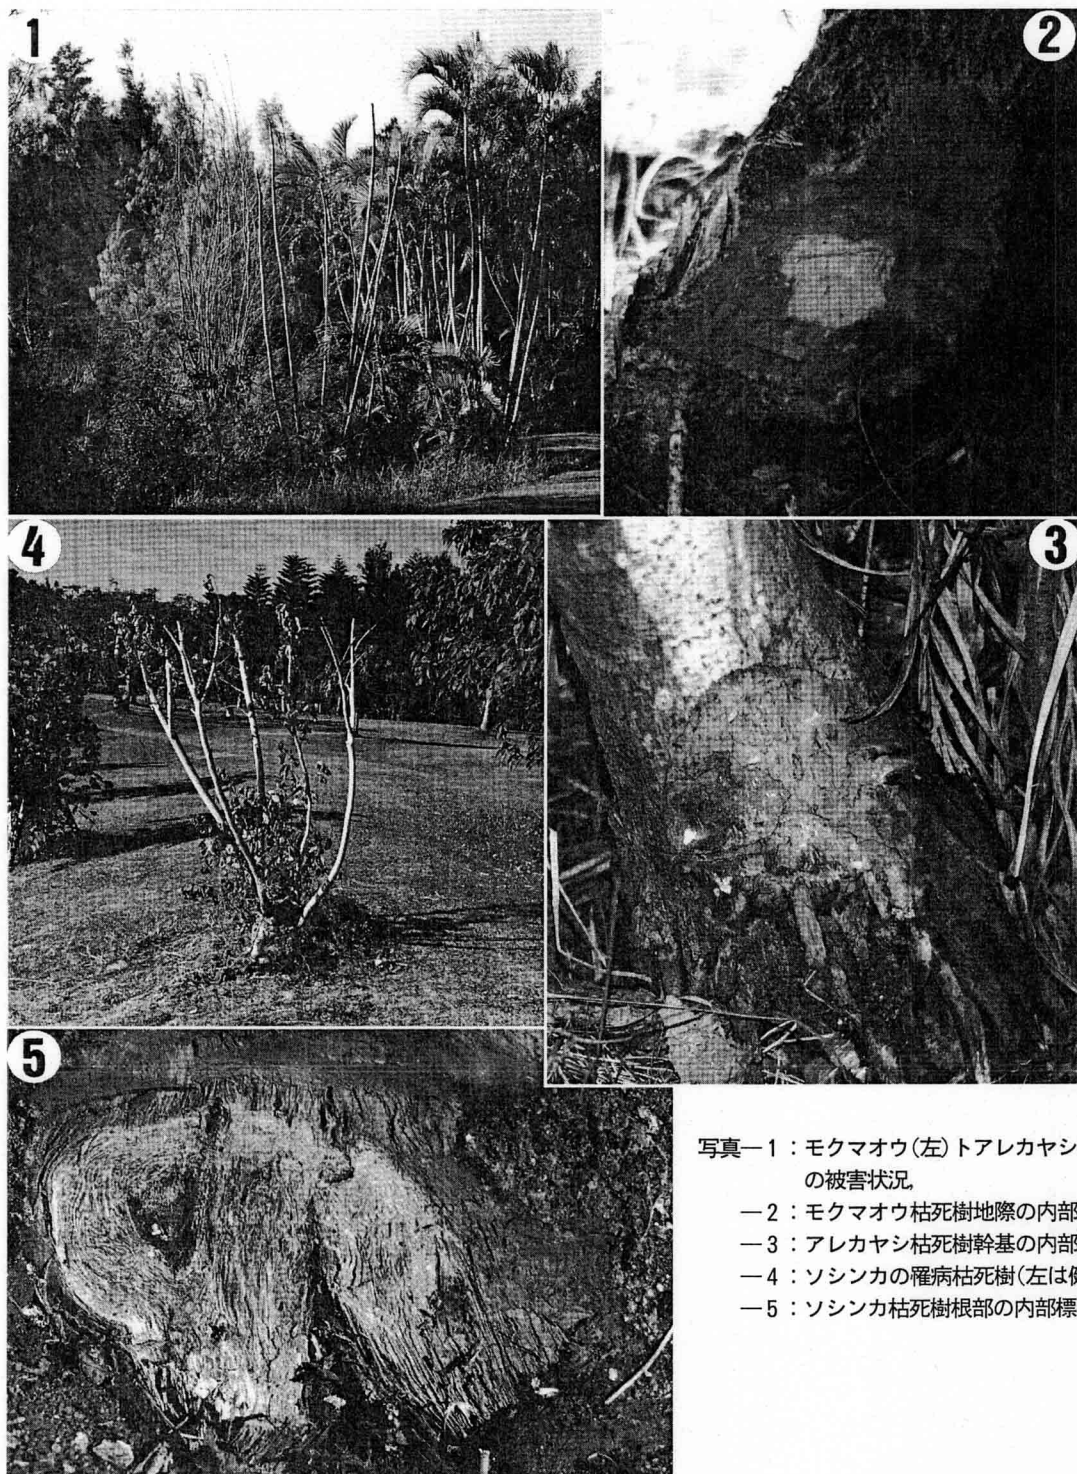 1
2
4
3
5
写真—1：モクマオウ(左)トアレカヤシ
の被害状況,
—2：モクマオウ枯死樹地際の内部
—3：アレカヤシ枯死樹幹基の内部
—4：ソシンカの罹病枯死樹(左は
—5：ソシンカ枯死樹根部の内部標